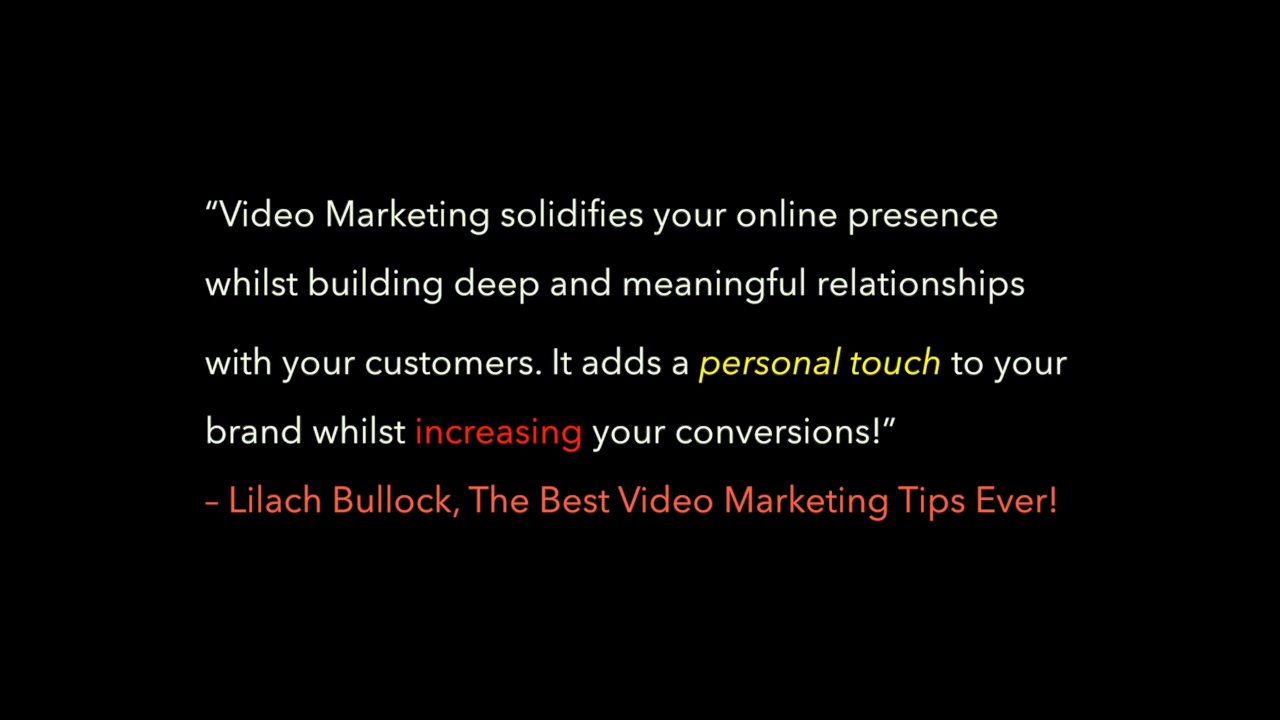 “Video Marketing solidifies your online presence
whilst building deep and meaningful relationships
with your customers. It adds a personal touch to your
brand whilst increasing your conversions!”
– Lilach Bullock, The Best Video Marketing Tips Ever!